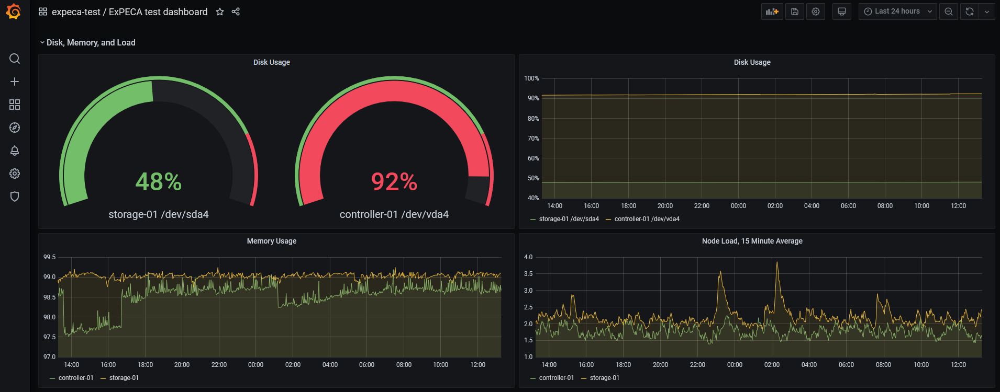 expeca-test / ExPECA test dashboard
Last 24 hours
Disk, Memory, and Load
Disk Usage
48%
92%
storage-01 /dev/sda4
controller-01 /dev/vda4
Disk Usage
100%
90%
80%
70%
60%
50%
40%
14:00 16:00 18:00 20:00 22:00 00:00 02:00 04:00 06:00 08:00 10:00 12:00
storage-01 /dev/sda4 controller-01 /dev/vda4
Memory Usage
99.5
99.0
98.5
98.0
97.5
97.0
14:00 16:00 18:00 20:00 22:00 00:00 02:00 04:00 06:00 08:00 10:00 12:00
controller-01 storage-01
Node Load, 15 Minute Average
4.0
3.5
3.0
2.5
2.0
1.5
1.0
14:00 16:00 18:00 20:00 22:00 00:00 02:00 04:00 06:00 08:00 10:00 12:00
controller-01 storage-01